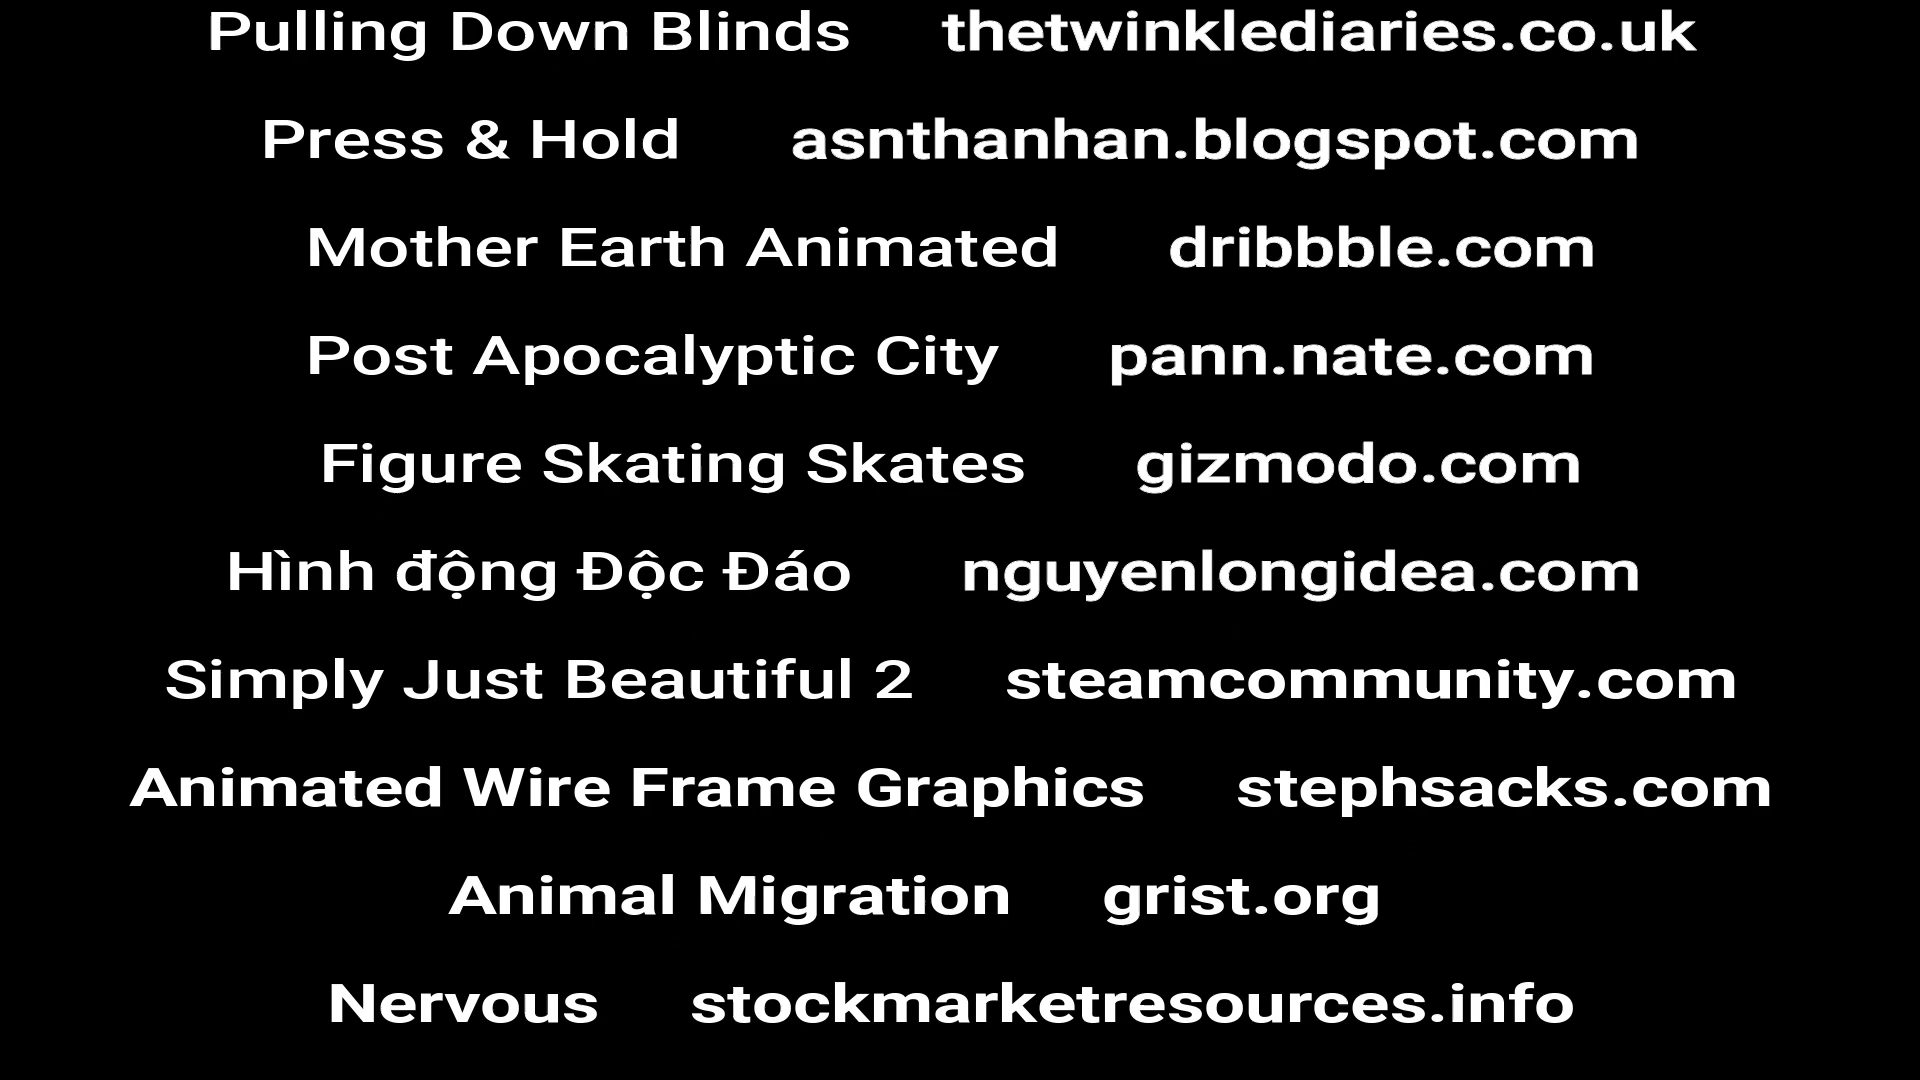 Pulling Down Blinds thetwinklediaries.co.uk
Press & Hold asnthanhan.blogspot.com
Mother Earth Animated dribbble.com
Post Apocalyptic City pann.nate.com
Figure Skating Skates gizmodo.com
Hình động Độc Đáo nguyenlongidea.com
Simply Just Beautiful 2 steamcommunity.com
Animated Wire Frame Graphics stephsacks.com
Animal Migration grist.org
Nervous stockmarketresources.info